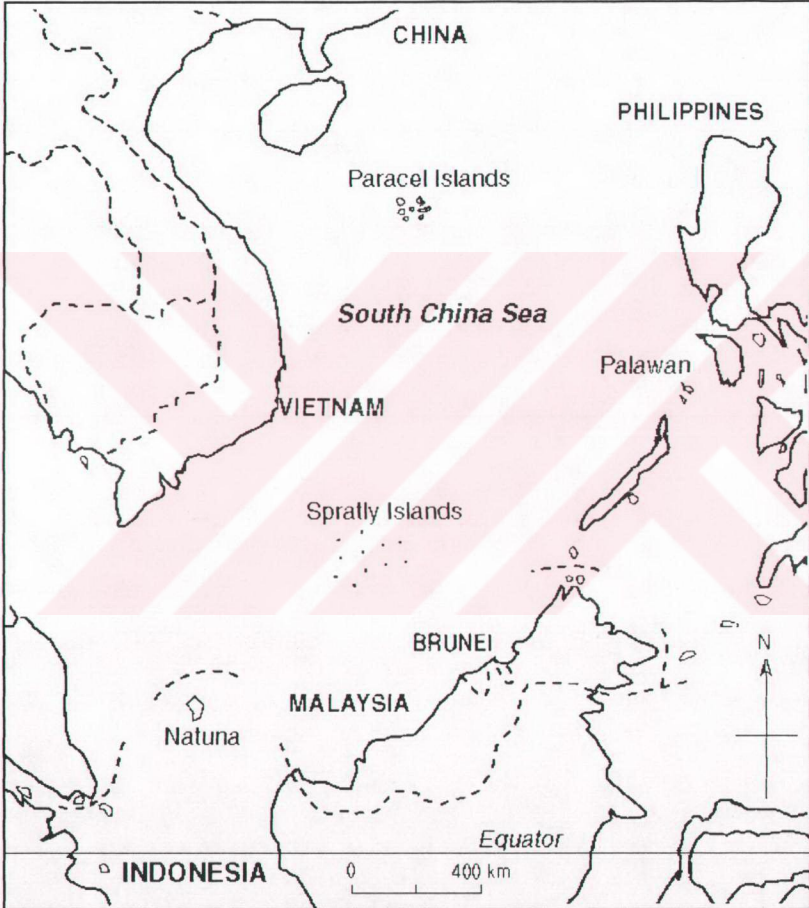 CHINA
PHILIPPINES
Paracel Islands
South China Sea
Palawan
VIETNAM
Spratly Islands
BRUNEI
N
MALAYSIA
Natuna
Equator
INDONESIA
0 400 km